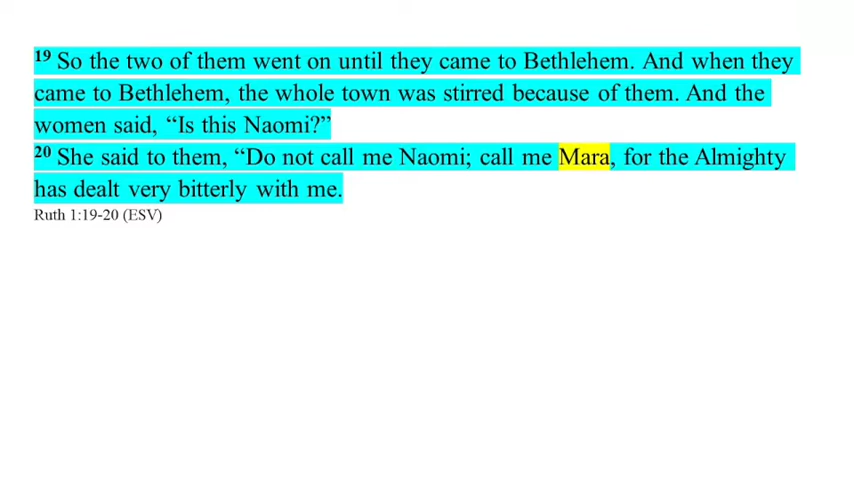 19 So the two of them went on until they came to Bethlehem. And when they
came to Bethlehem, the whole town was stirred because of them. And the
women said, “Is this Naomi?”
20 She said to them, “Do not call me Naomi; call me Mara, for the Almighty
has dealt very bitterly with me.
Ruth 1:19-20 (ESV)